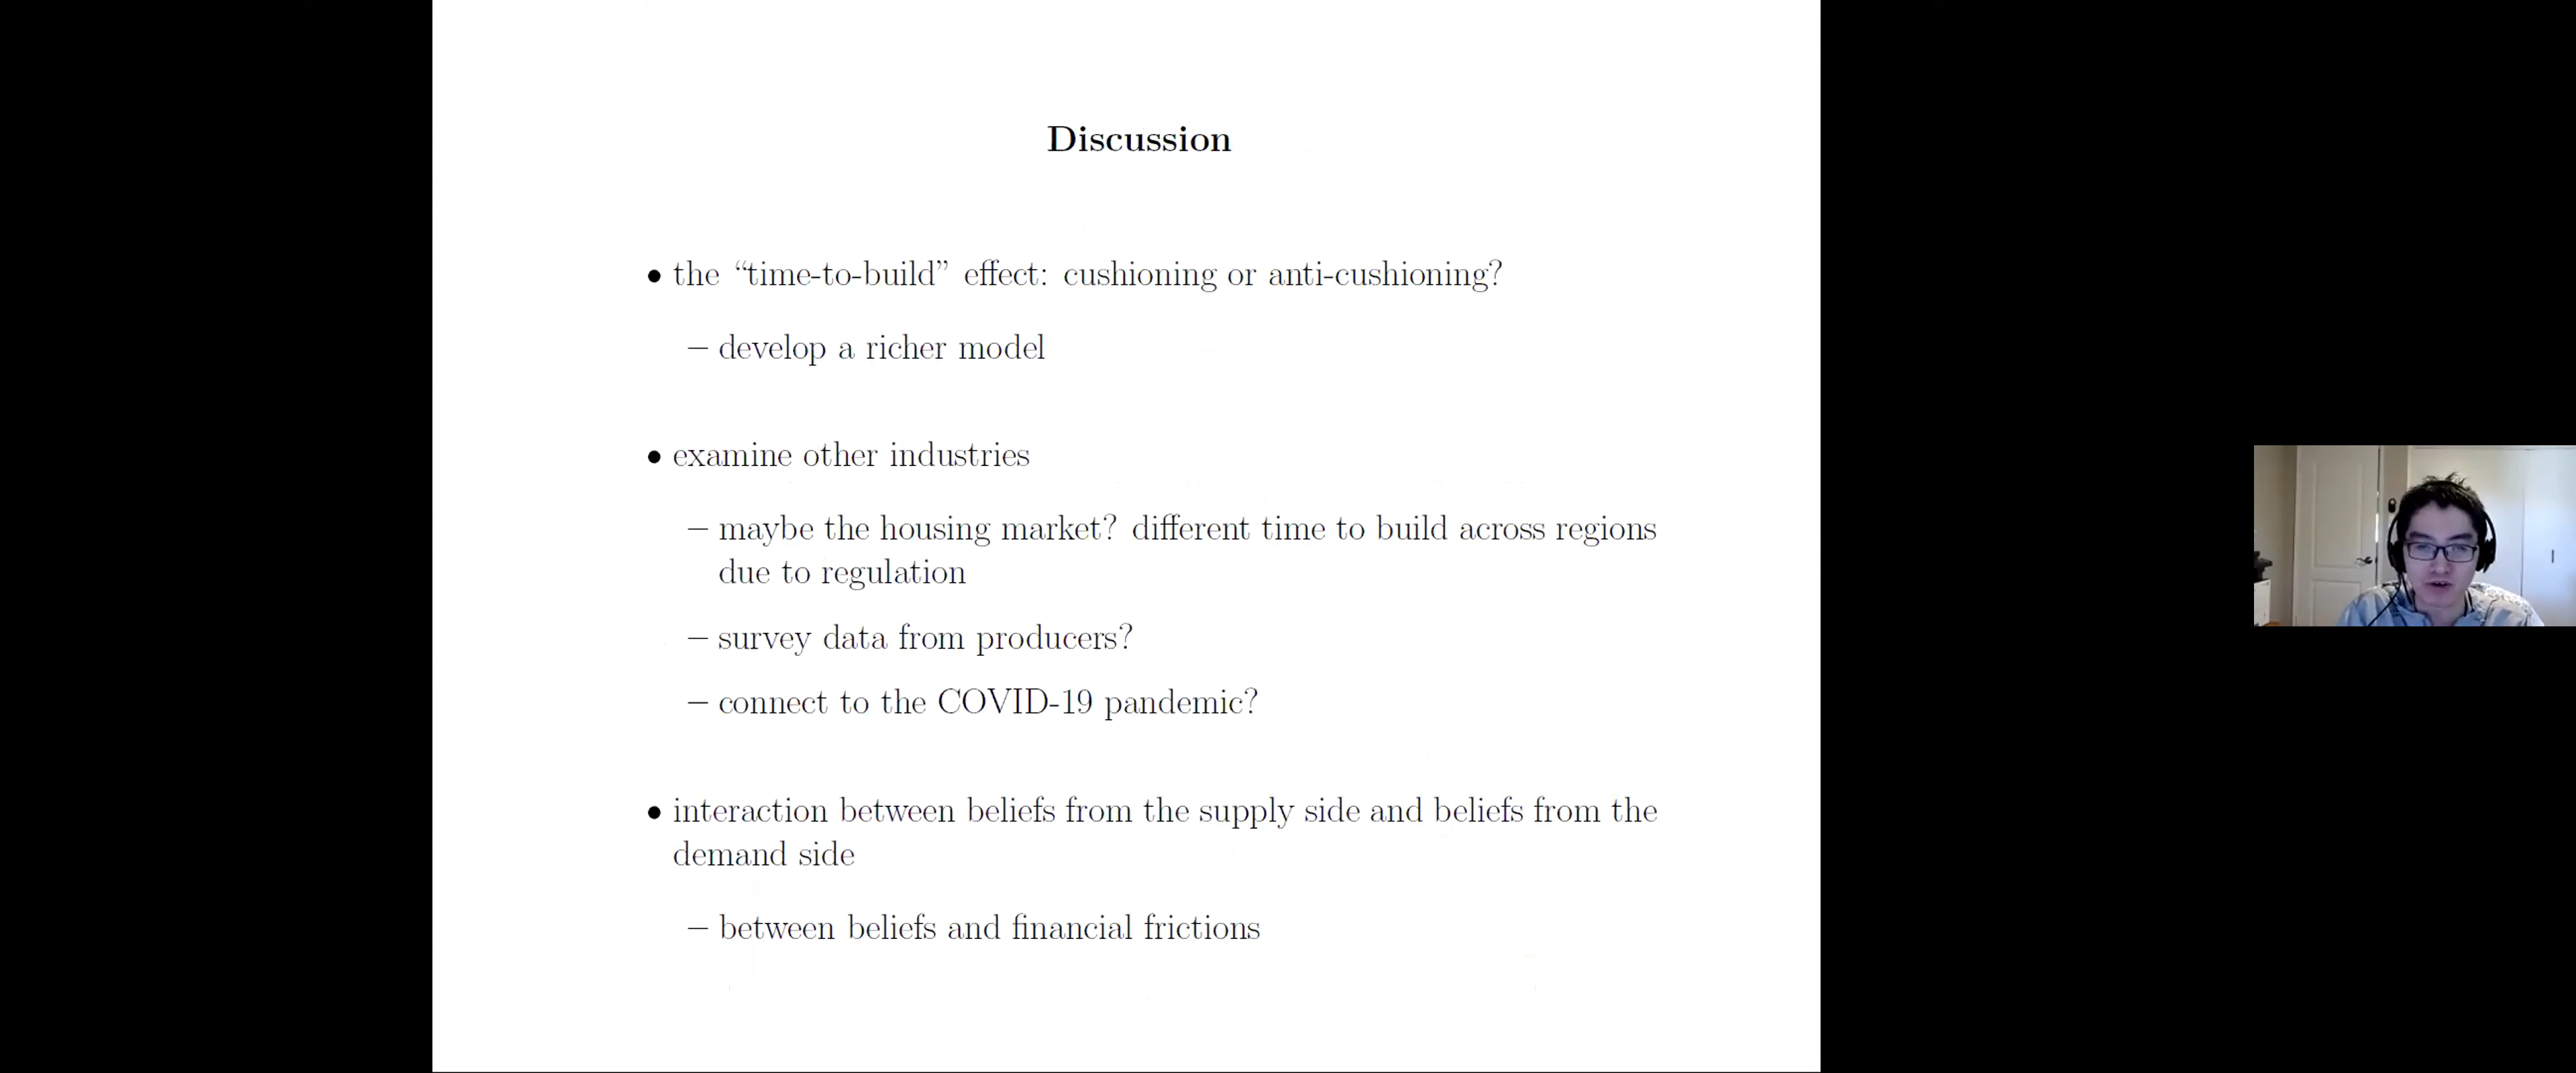 Discussion
• the “time-to-build” effect: cushioning or anti-cushioning?
– develop a richer model
• examine other industries
– maybe the housing market? different time to build across regions
due to regulation
– survey data from producers?
– connect to the COVID-19 pandemic?
• interaction between beliefs from the supply side and beliefs from the
demand side
– between beliefs and financial frictions